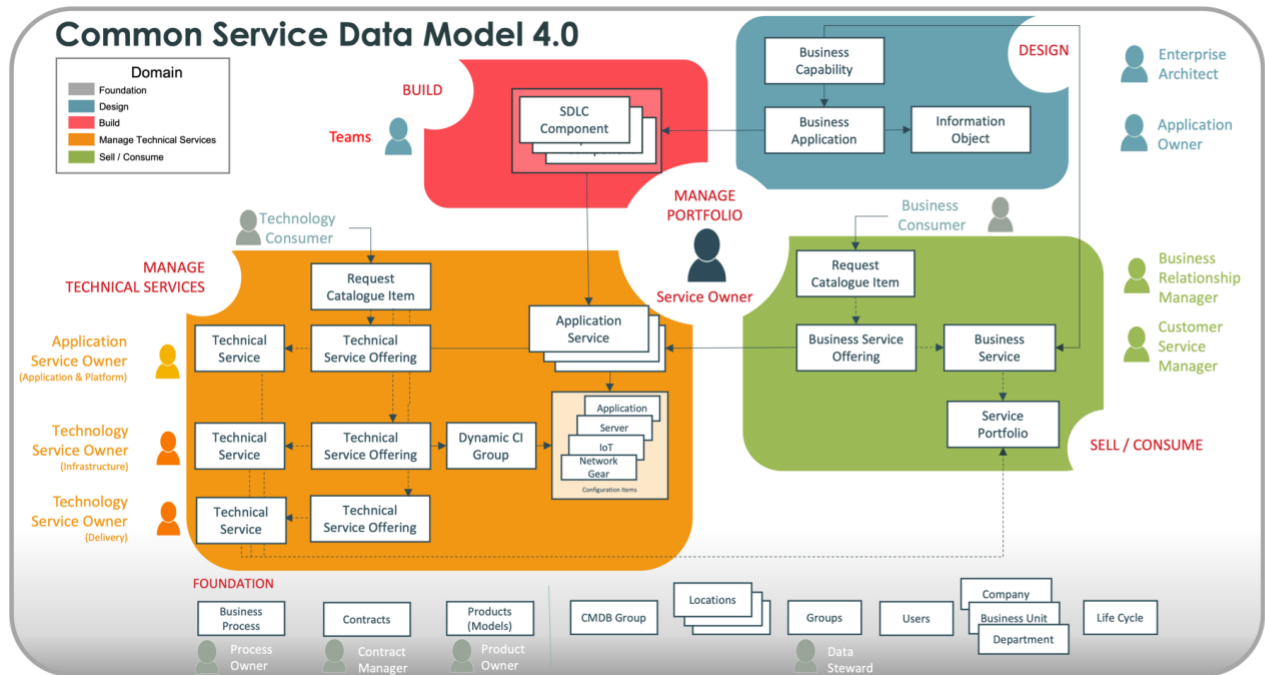 Common Service Data Model 4.0
Domain
Foundation
Design
Build
Manage Technical Services
Sell / Consume
BUILD
Teams
SDLC
Component
DESIGN
Business
Capability
Business
Application
Information
Object
Enterprise
Architect
Application
Owner
MANAGE
PORTFOLIO
Service Owner
Technology
Consumer
Business
Consumer
MANAGE
TECHNICAL SERVICES
Request
Catalogue Item
Technical
Service
Technical
Service Offering
Application
Service
Application
Service Owner
(Application & Platform)
Technical
Service
Technical
Service Offering
Dynamic CI
Group
Application
Server
IoT
Network
Gear
Configuration Items
Technology
Service Owner
(Infrastructure)
Technical
Service
Technical
Service Offering
Technology
Service Owner
(Delivery)
Request
Catalogue Item
Business Service
Offering
Business
Service
Service
Portfolio
SELL / CONSUME
Business
Relationship
Manager
Customer
Service
Manager
FOUNDATION
Business
Process
Contracts
Products
(Models)
CMDB Group
Locations
Groups
Users
Company
Business Unit
Department
Life Cycle
Process
Owner
Contract
Manager
Product
Owner
Data
Steward